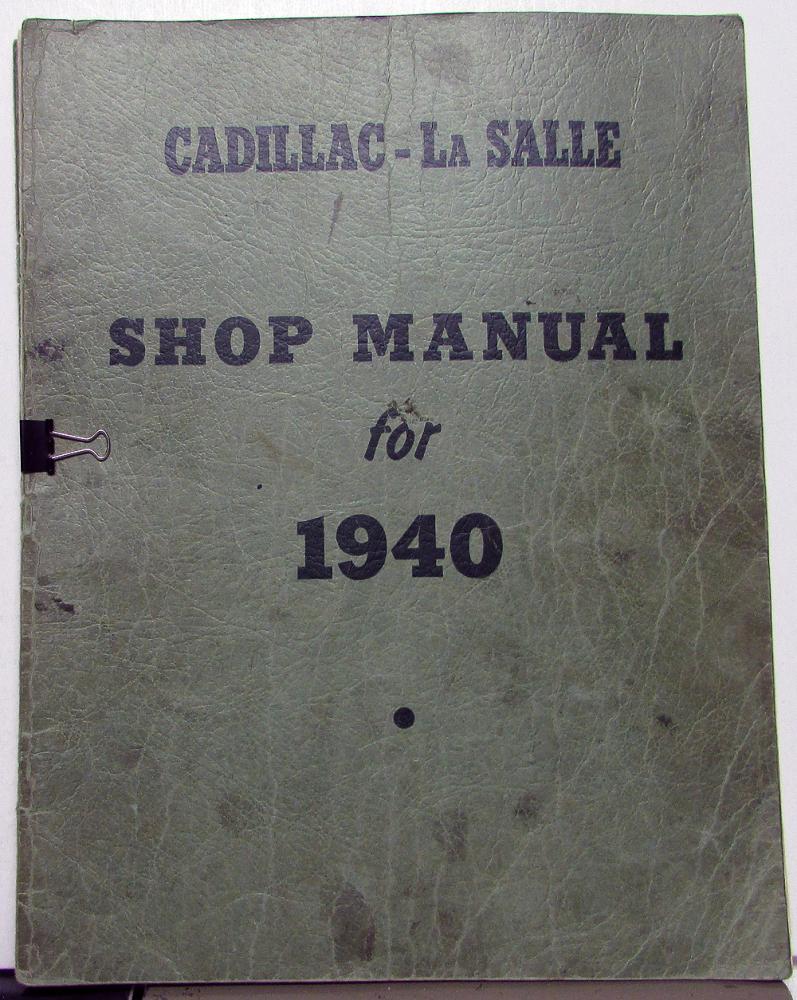 CADILLAC - LA SALLE
SHOP MANUAL
for
1940